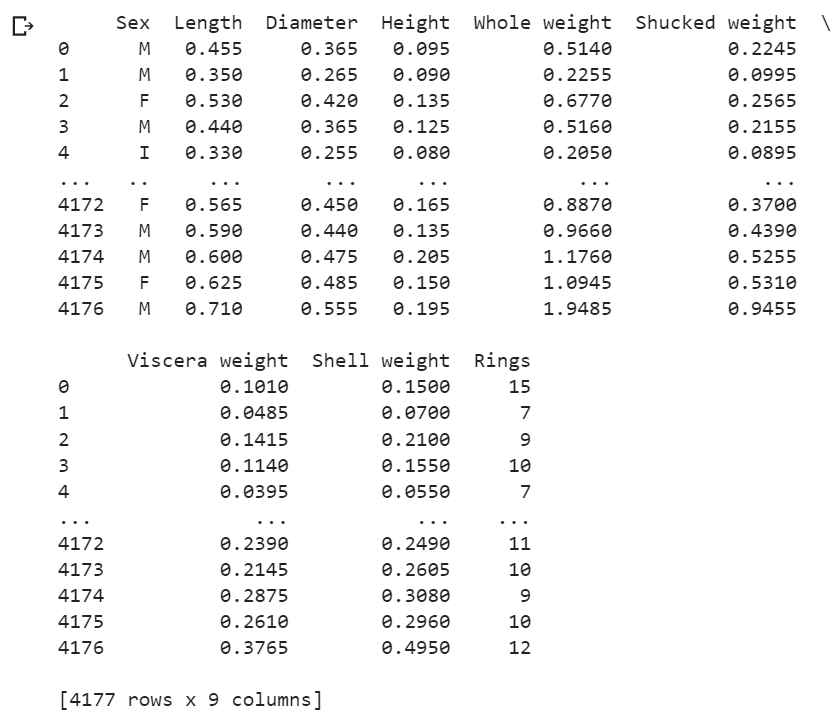 Sex Length Diameter Height Whole weight Shucked weight \
0 M 0.455 0.365 0.095 0.5140 0.2245
1 M 0.350 0.265 0.090 0.2255 0.0995
2 F 0.530 0.420 0.135 0.6770 0.2565
3 M 0.440 0.365 0.125 0.5160 0.2155
4 I 0.330 0.255 0.080 0.2050 0.0895
... .. ... ... ... ... ...
4172 F 0.565 0.450 0.165 0.8870 0.3700
4173 M 0.590 0.440 0.135 0.9660 0.4390
4174 M 0.600 0.475 0.205 1.1760 0.5255
4175 F 0.625 0.485 0.150 1.0945 0.5310
4176 M 0.710 0.555 0.195 1.9485 0.9455
Viscera weight Shell weight Rings
0 0.1010 0.1500 15
1 0.0485 0.0700 7
2 0.1415 0.2100 9
3 0.1140 0.1550 10
4 0.0395 0.0550 7
... ... ... ...
4172 0.2390 0.2490 11
4173 0.2145 0.2605 10
4174 0.2875 0.3080 9
4175 0.2610 0.2960 10
4176 0.3765 0.4950 12
[4177 rows x 9 columns]